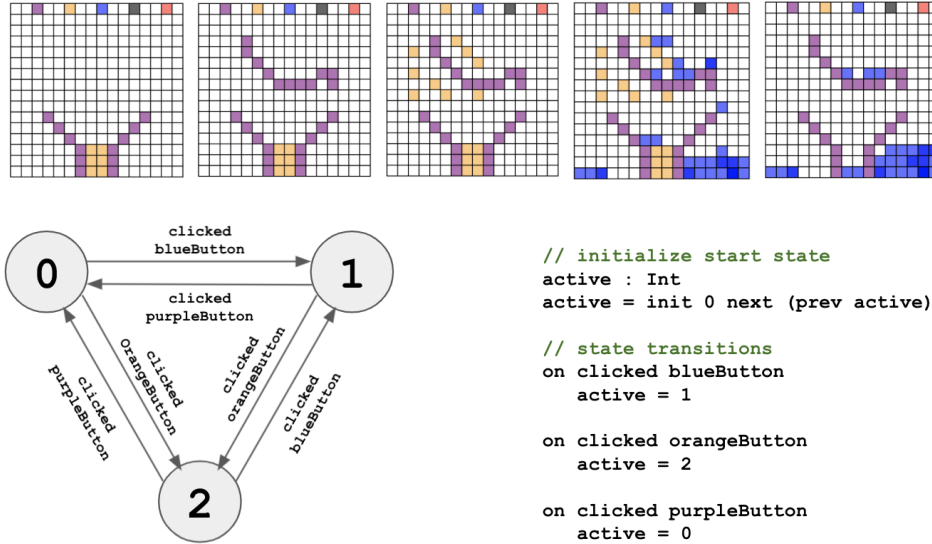 0
1
2
clicked
blueButton
clicked
purpleButton
clicked
OrangeButton
clicked
purpleButton
clicked
orangeButton
clicked
blueButton
// initialize start state
active : Int
active = init 0 next (prev active)
// state transitions
on clicked blueButton
active = 1
on clicked orangeButton
active = 2
on clicked purpleButton
active = 0